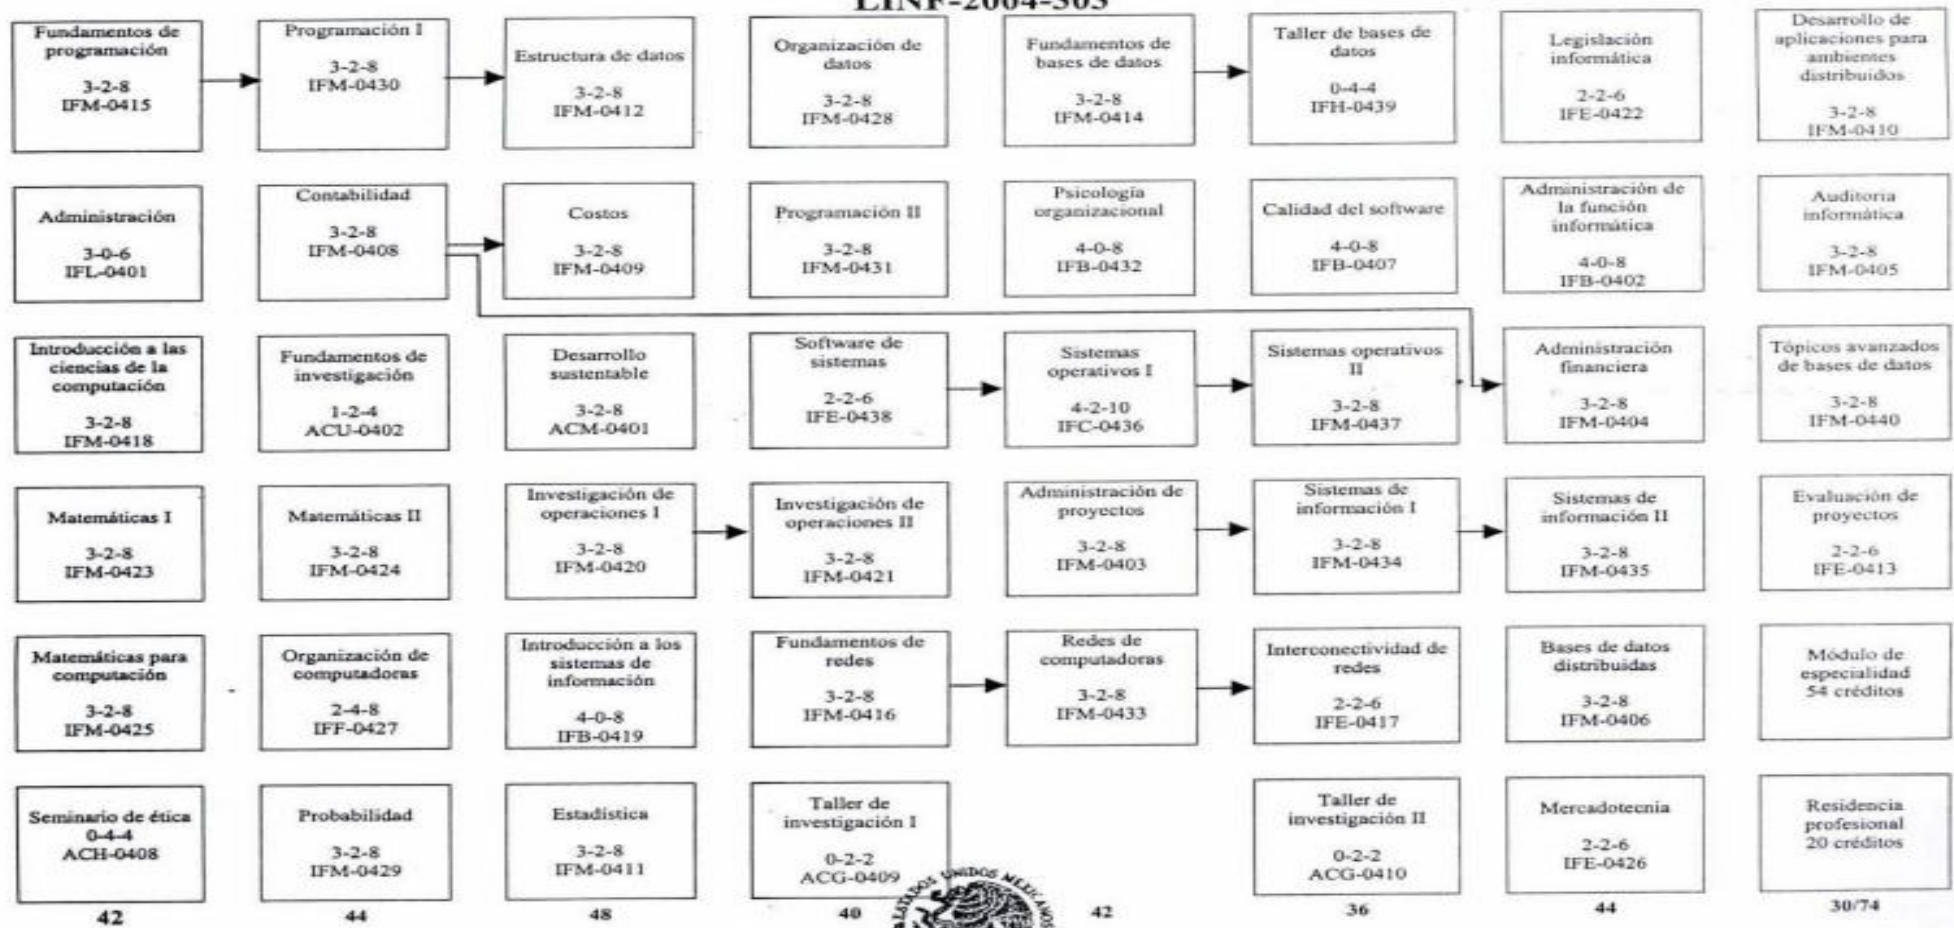 LINF-2004-303
Fundamentos de
programación
3-2-8
IFM-0415
Programación I
3-2-8
IFM-0430
Estructura de datos
3-2-8
IFM-0412
Organización de
datos
3-2-8
IFM-0428
Fundamentos de
bases de datos
3-2-8
IFM-0414
Taller de bases de
datos
0-4-4
IFH-0439
Legislación
informática
2-2-6
IFE-0422
Desarrollo de
aplicaciones para
ambientes
distribuidos
3-2-8
IFM-0410
Administración
3-0-6
IFL-0401
Contabilidad
3-2-8
IFM-0408
Costos
3-2-8
IFM-0409
Programación II
3-2-8
IFM-0431
Psicología
organizacional
4-0-8
IFB-0432
Calidad del software
4-0-8
IFB-0407
Administración de
la función
informática
4-0-8
IFB-0402
Auditoria
informática
3-2-8
IFM-0405
Introducción a las
ciencias de la
computación
3-2-8
IFM-0418
Fundamentos de
investigación
1-2-4
ACU-0402
Desarrollo
sustentable
3-2-8
ACM-0401
Software de
sistemas
2-2-6
IFE-0438
Sistemas
operativos I
4-2-10
IFC-0436
Sistemas operativos
II
3-2-8
IFM-0437
Administración
financiera
3-2-8
IFM-0404
Tópicos avanzados
de bases de datos
3-2-8
IFM-0440
Matemáticas I
3-2-8
IFM-0423
Matemáticas II
3-2-8
IFM-0424
Investigación de
operaciones I
3-2-8
IFM-0420
Investigación de
operaciones II
3-2-8
IFM-0421
Administración de
proyectos
3-2-8
IFM-0403
Sistemas de
información I
3-2-8
IFM-0434
Sistemas de
información II
3-2-8
IFM-0435
Evaluación de
proyectos
2-2-6
IFE-0413
Matemáticas para
computación
3-2-8
IFM-0425
Organización de
computadoras
2-4-8
IFF-0427
Introducción a los
sistemas de
información
4-0-8
IFB-0419
Fundamentos de
redes
3-2-8
IFM-0416
Redes de
computadoras
3-2-8
IFM-0433
Interconectividad de
redes
2-2-6
IFE-0417
Bases de datos
distribuidas
3-2-8
IFM-0406
Módulo de
especialidad
54 créditos
Seminario de ética
0-4-4
ACH-0408
Probabilidad
3-2-8
IFM-0429
Estadística
3-2-8
IFM-0411
Taller de
investigación I
0-2-2
ACG-0409
Taller de
investigación II
0-2-2
ACG-0410
Mercadotecnia
2-2-6
IFE-0426
Residencia
profesional
20 créditos
ESTADOS UNIDOS MEXICANOS
42
44
48
40
42
36
44
30/74